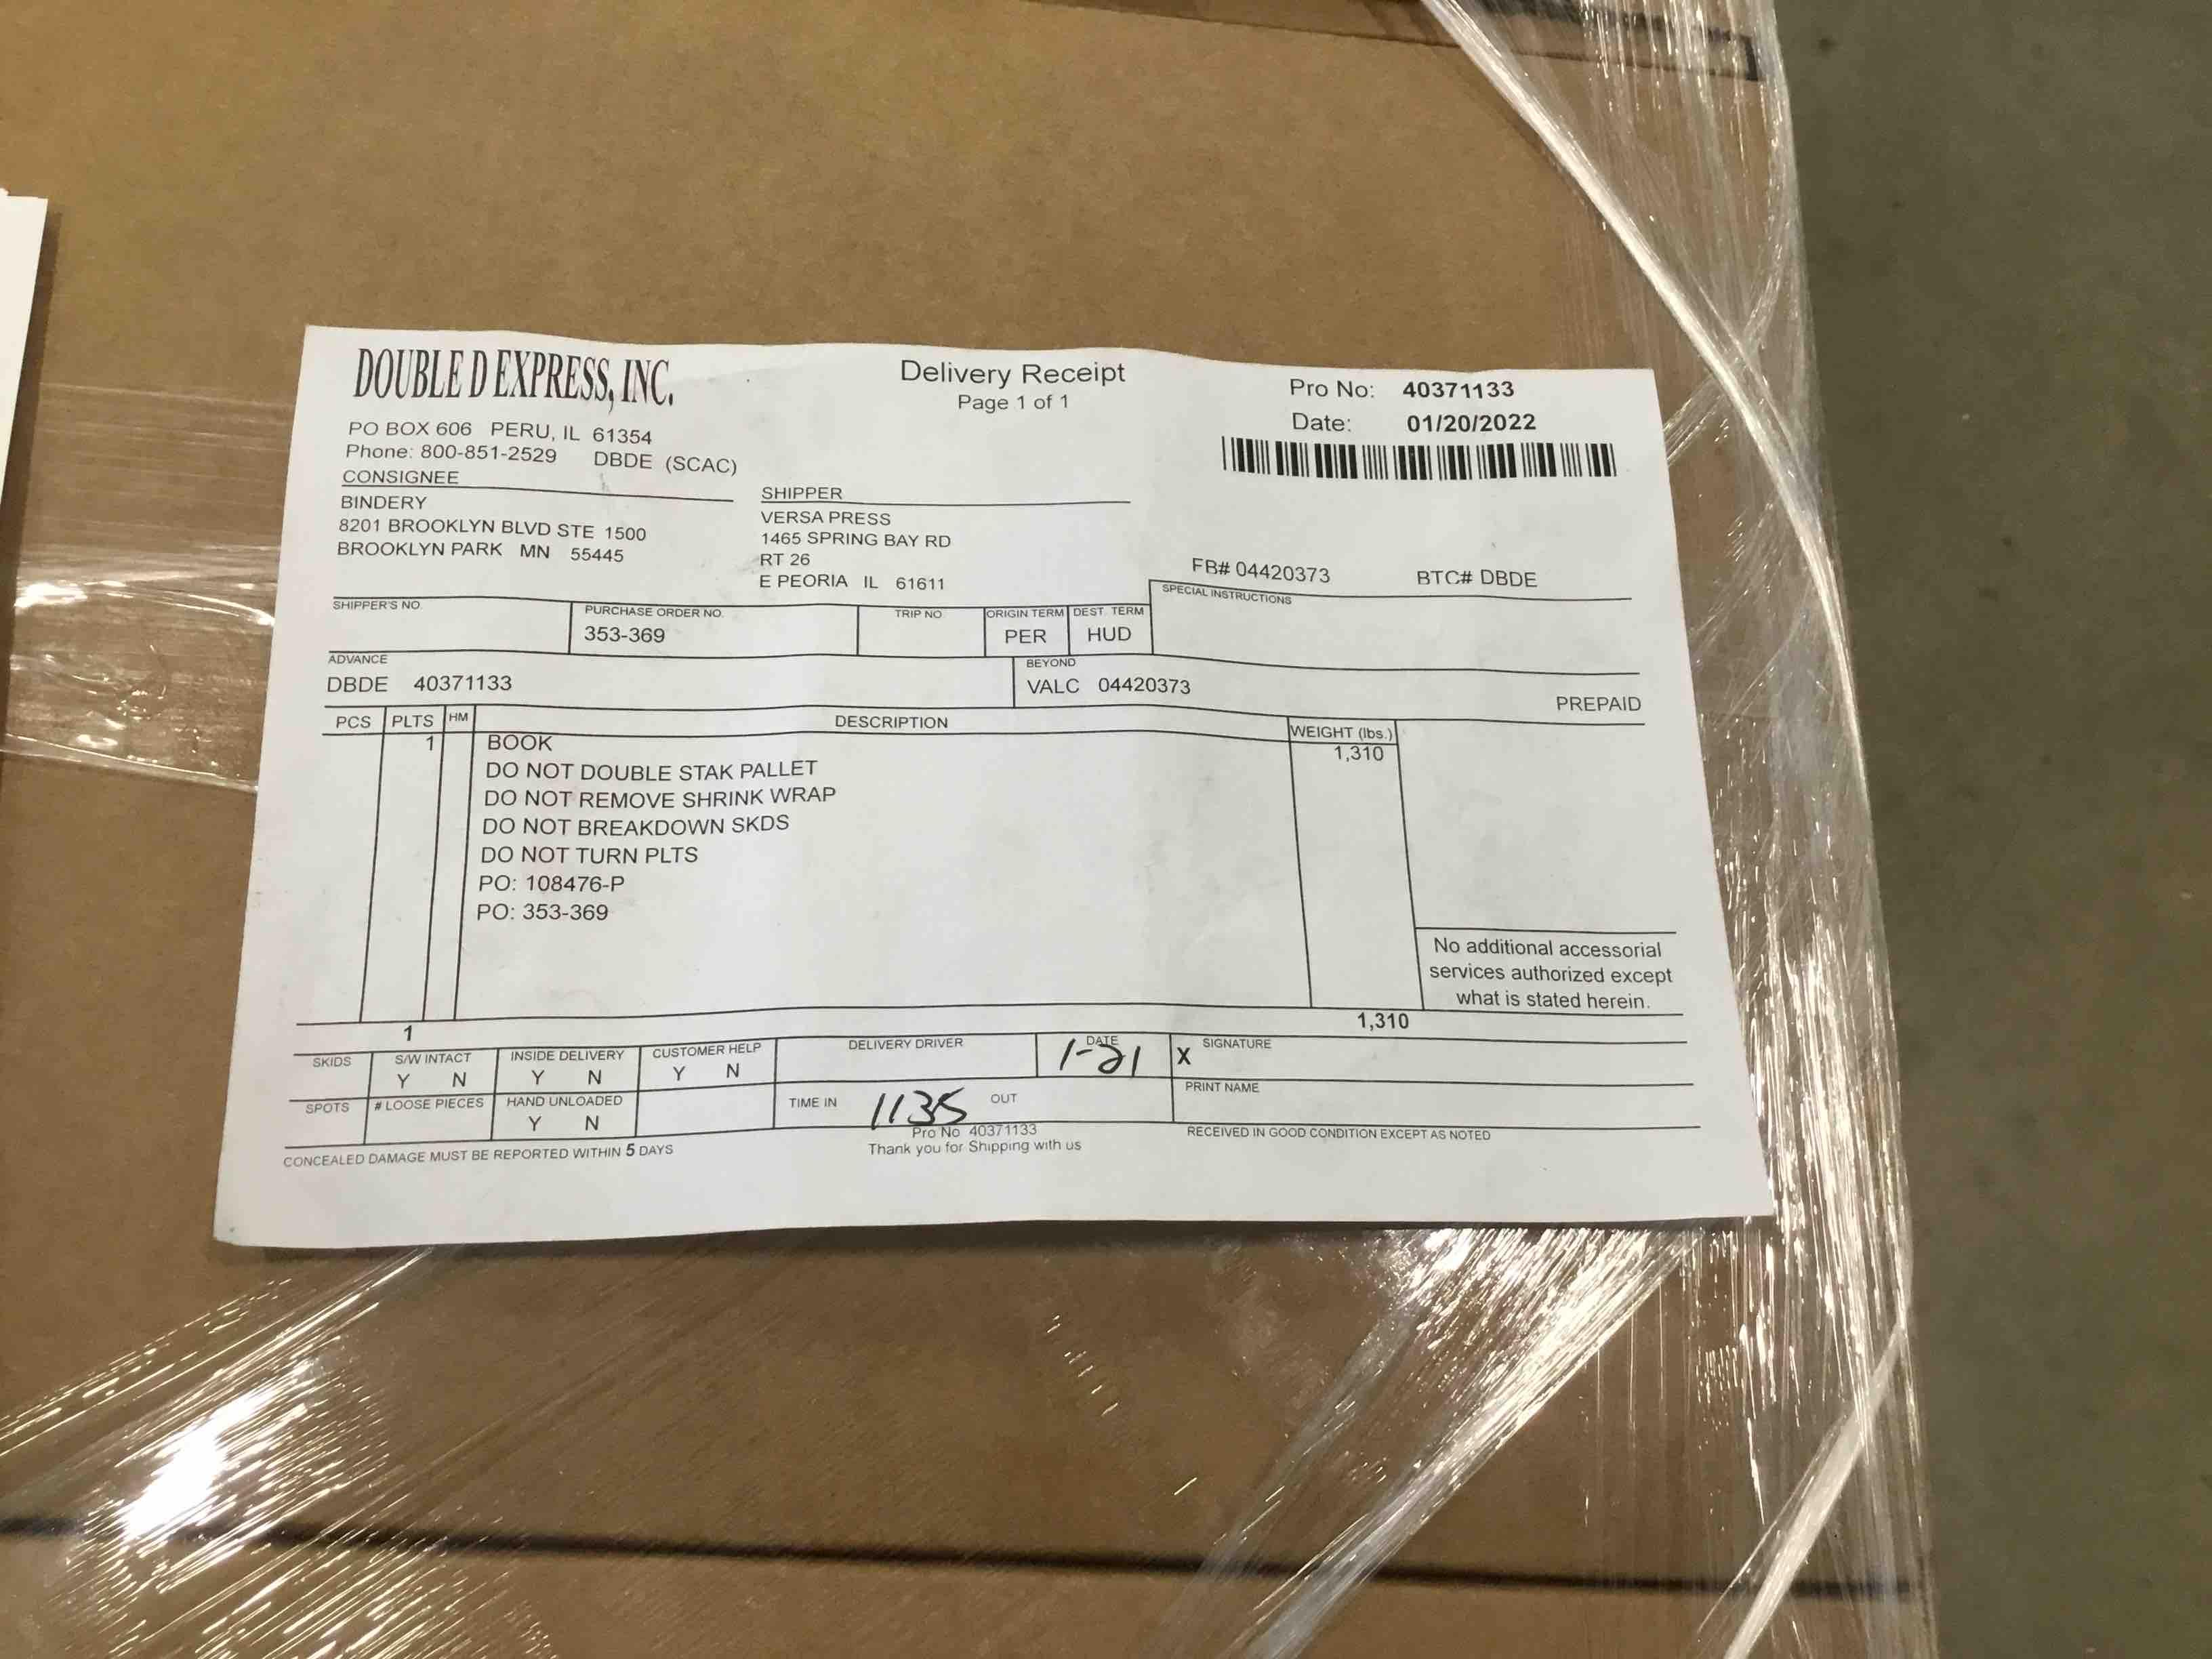 DOUBLE D EXPRESS, INC.
PO BOX 606 PERU, IL 61354
Phone: 800-851-2529 DBDE (SCAC)
Delivery Receipt
Page 1 of 1
Pro No: 40371133
Date: 01/20/2022
CONSIGNEE
BINDERY
8201 BROOKLYN BLVD STE 1500
BROOKLYN PARK MN 55445
SHIPPER
VERSA PRESS
1465 SPRING BAY RD
RT 26
E PEORIA IL 61611
FB# 04420373 BTC# DBDE
SHIPPER'S NO.
PURCHASE ORDER NO.
353-369
TRIP NO
ORIGIN TERM
PER
DEST. TERM
HUD
SPECIAL INSTRUCTIONS
ADVANCE
DBDE 40371133
BEYOND
VALC 04420373
PREPAID
PCS PLTS HM DESCRIPTION WEIGHT (lbs.)
1 BOOK 1,310
DO NOT DOUBLE STAK PALLET
DO NOT REMOVE SHRINK WRAP
DO NOT BREAKDOWN SKDS
DO NOT TURN PLTS
PO: 108476-P
PO: 353-369
No additional accessorial
services authorized except
what is stated herein.
1 1,310
SKIDS
S/W INTACT
Y N
INSIDE DELIVERY
Y N
CUSTOMER HELP
Y N
DELIVERY DRIVER
DATE
1-21
X SIGNATURE
SPOTS
# LOOSE PIECES
HAND UNLOADED
Y N
TIME IN 1135 OUT
PRINT NAME
Pro No 40371133
Thank you for Shipping with us
RECEIVED IN GOOD CONDITION EXCEPT AS NOTED
CONCEALED DAMAGE MUST BE REPORTED WITHIN 5 DAYS